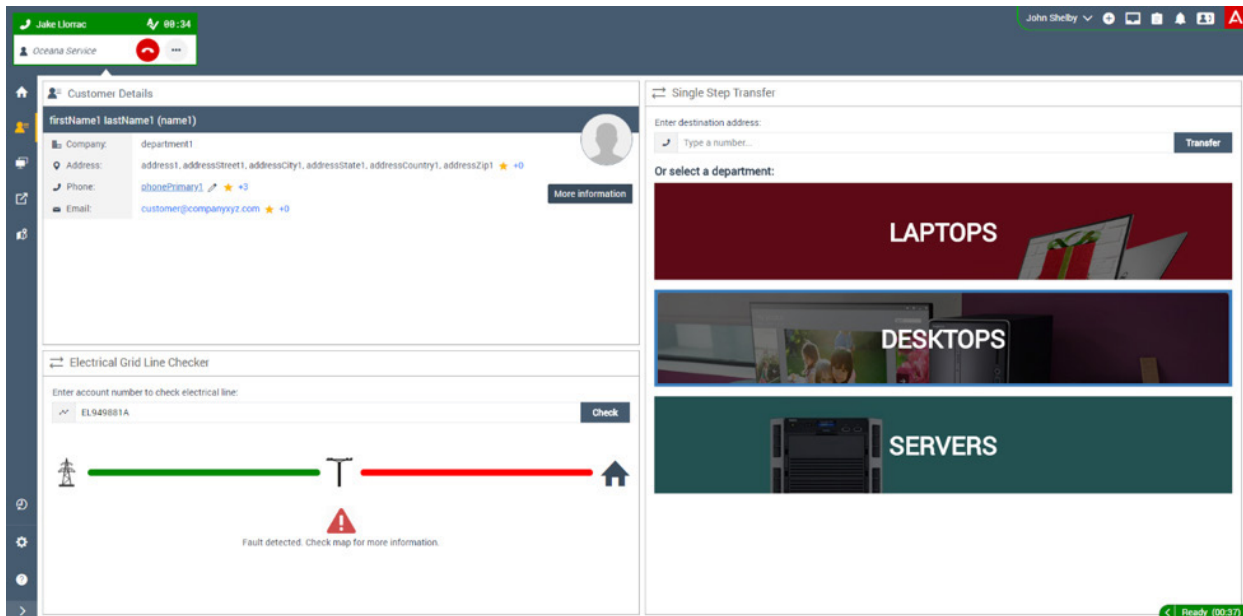 Jake Llorrac 00:34
Oceana Service
John Shelby
Customer Details
firstName1 lastName1 (name1)
Company: department1
Address: address1, addressStreet1, addressCity1, addressState1, addressCountry1, addressZip1 +0
Phone: phonePrimary1 +3
Email: customer@companyxyz.com +0
More information
Electrical Grid Line Checker
Enter account number to check electrical line:
EL949881A Check
Fault detected. Check map for more information.
Single Step Transfer
Enter destination address:
Type a number... Transfer
Or select a department:
LAPTOPS
DESKTOPS
SERVERS
Ready (00:37)